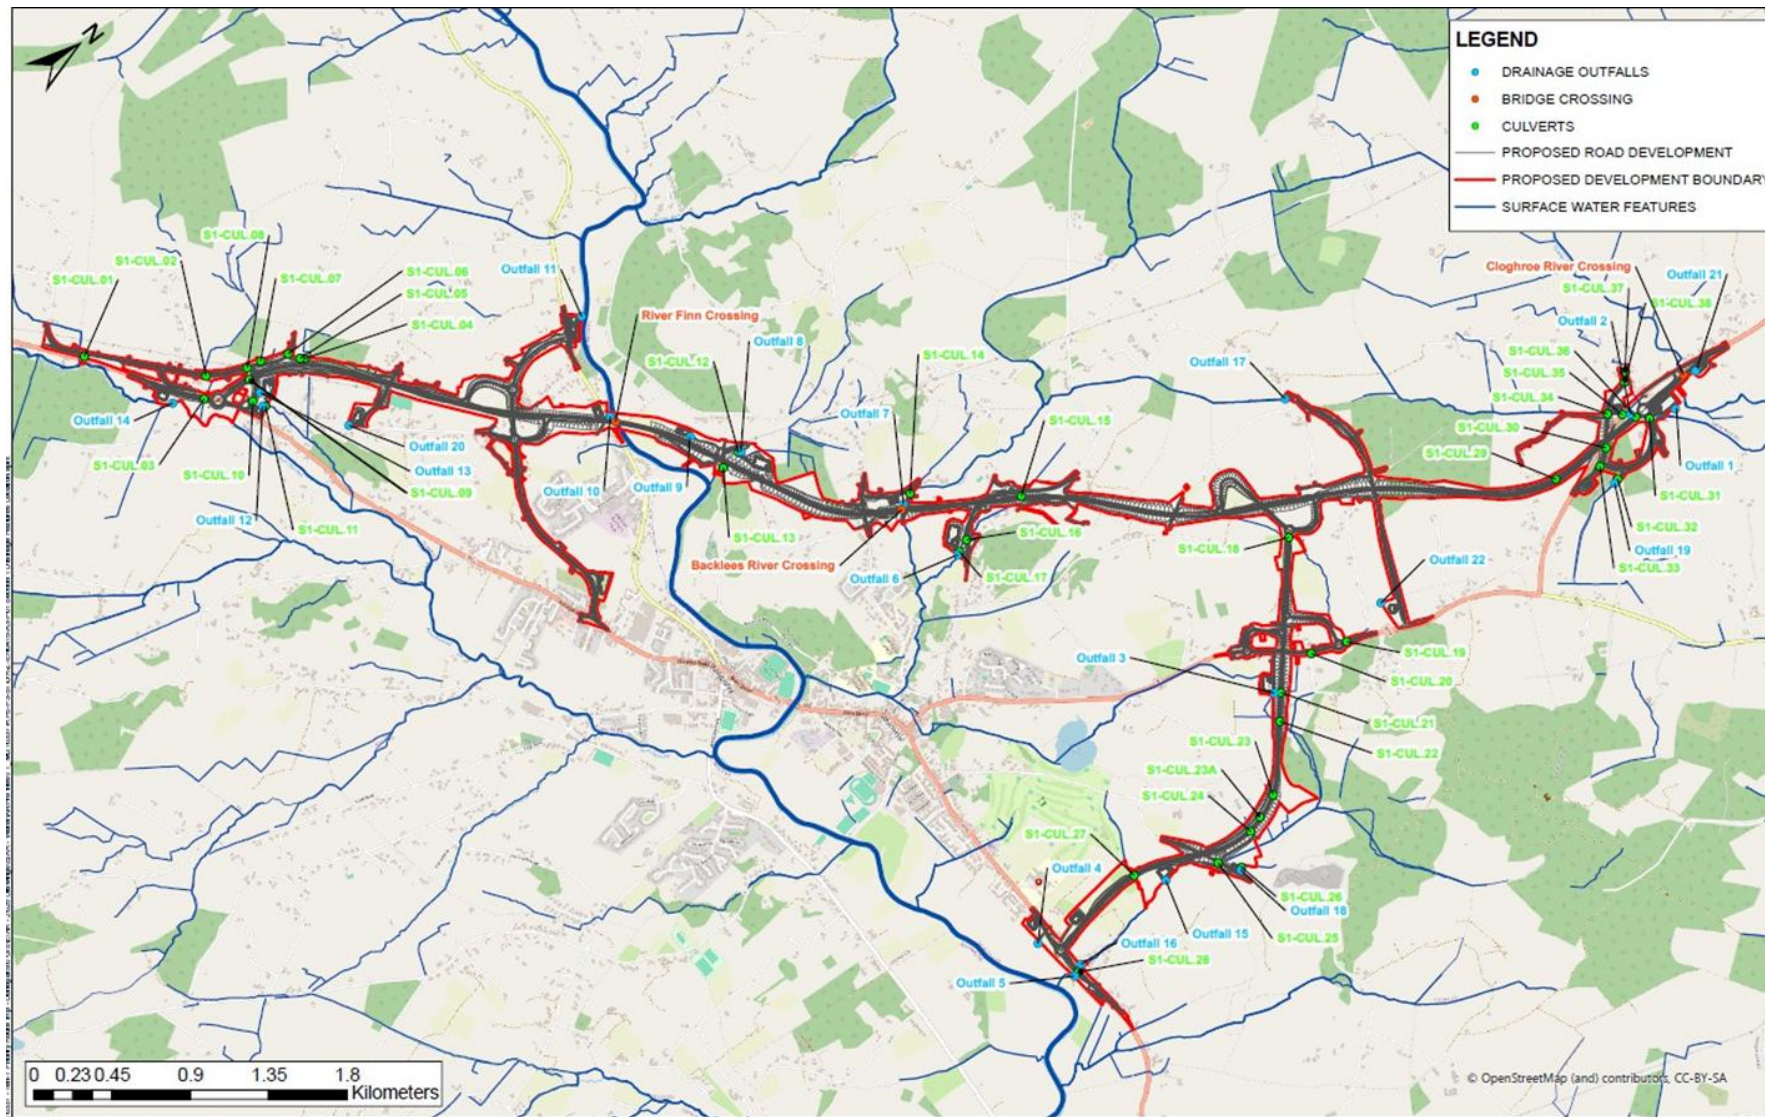 N
LEGEND
DRAINAGE OUTFALLS
BRIDGE CROSSING
CULVERTS
PROPOSED ROAD DEVELOPMENT
PROPOSED DEVELOPMENT BOUNDARY
SURFACE WATER FEATURES
S1-CUL.08
S1-CUL.02
S1-CUL.01
S1-CUL.07
S1-CUL.06
S1-CUL.05
S1-CUL.04
Outfall 11
River Finn Crossing
S1-CUL.12
Outfall 8
S1-CUL.14
Outfall 7
S1-CUL.15
Outfall 17
Cloghroe River Crossing
Outfall 21
S1-CUL.37
S1-CUL.38
Outfall 2
S1-CUL.36
S1-CUL.35
S1-CUL.34
S1-CUL.30
S1-CUL.29
Outfall 14
S1-CUL.03
S1-CUL.10
Outfall 20
Outfall 13
S1-CUL.09
Outfall 12
S1-CUL.11
Outfall 10
Outfall 9
S1-CUL.13
Backlees River Crossing
S1-CUL.16
Outfall 6
S1-CUL.17
S1-CUL.18
Outfall 22
Outfall 1
S1-CUL.31
S1-CUL.32
Outfall 19
S1-CUL.33
Outfall 3
S1-CUL.19
S1-CUL.20
S1-CUL.21
S1-CUL.22
S1-CUL.23
S1-CUL.23A
S1-CUL.24
S1-CUL.27
Outfall 4
S1-CUL.26
Outfall 18
Outfall 15
S1-CUL.25
Outfall 16
S1-CUL.28
Outfall 5
0 0.23 0.45 0.9 1.35 1.8
Kilometers
© OpenStreetMap (and) contributors, CC-BY-SA